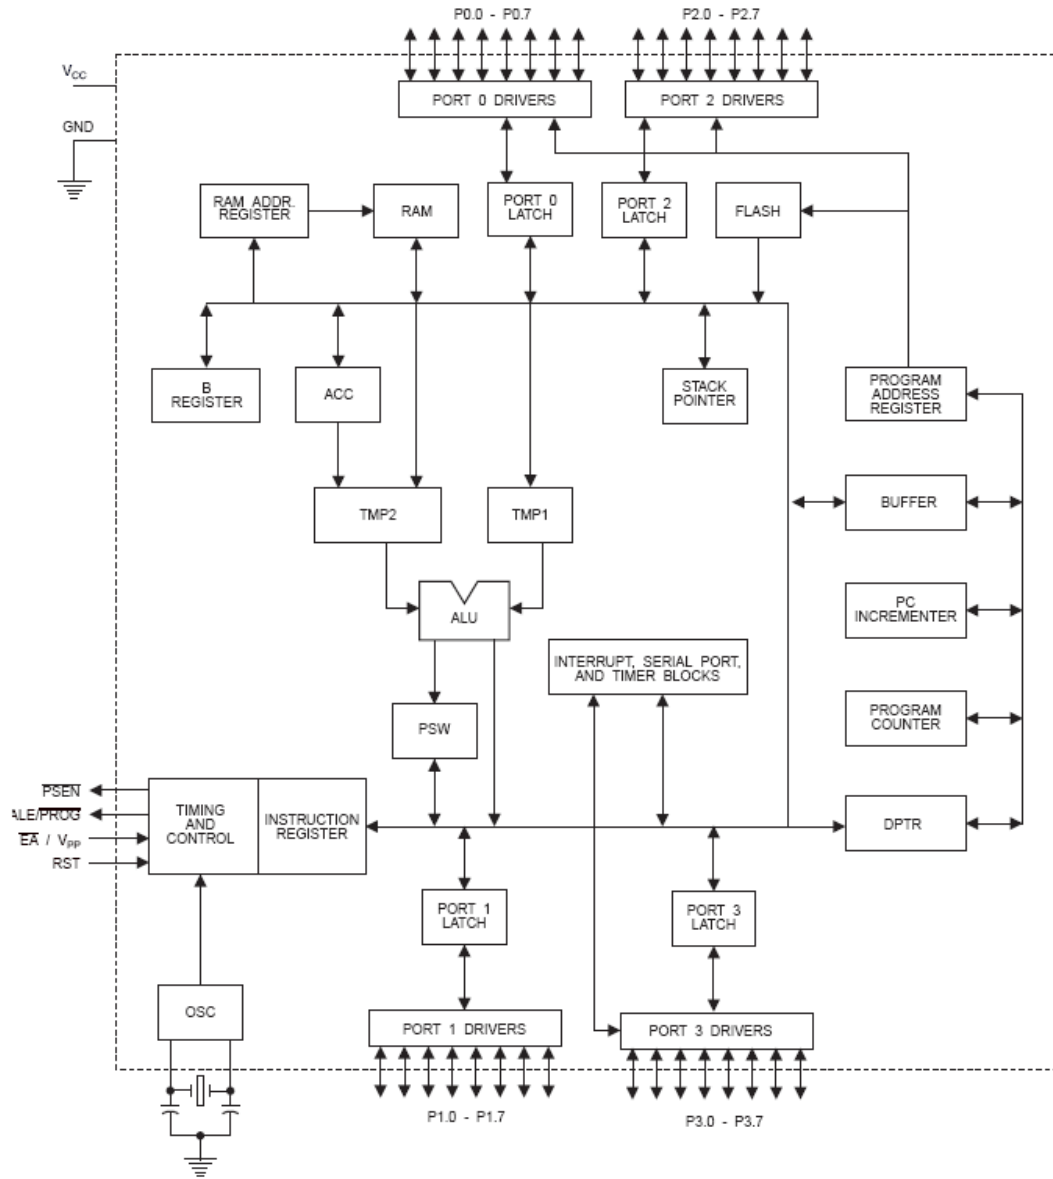 P0.0 - P0.7
P2.0 - P2.7
VCC
PORT 0 DRIVERS
PORT 2 DRIVERS
GND
RAM ADDR.
REGISTER
RAM
PORT 0
LATCH
PORT 2
LATCH
FLASH
B
REGISTER
ACC
STACK
POINTER
PROGRAM
ADDRESS
REGISTER
TMP2
TMP1
BUFFER
ALU
PC
INCREMENTER
INTERRUPT, SERIAL PORT,
AND TIMER BLOCKS
PSW
PROGRAM
COUNTER
PSEN
ALE/PROG
EA / VPP
RST
TIMING
AND
CONTROL
INSTRUCTION
REGISTER
DPTR
PORT 1
LATCH
PORT 3
LATCH
OSC
PORT 1 DRIVERS
PORT 3 DRIVERS
P1.0 - P1.7
P3.0 - P3.7